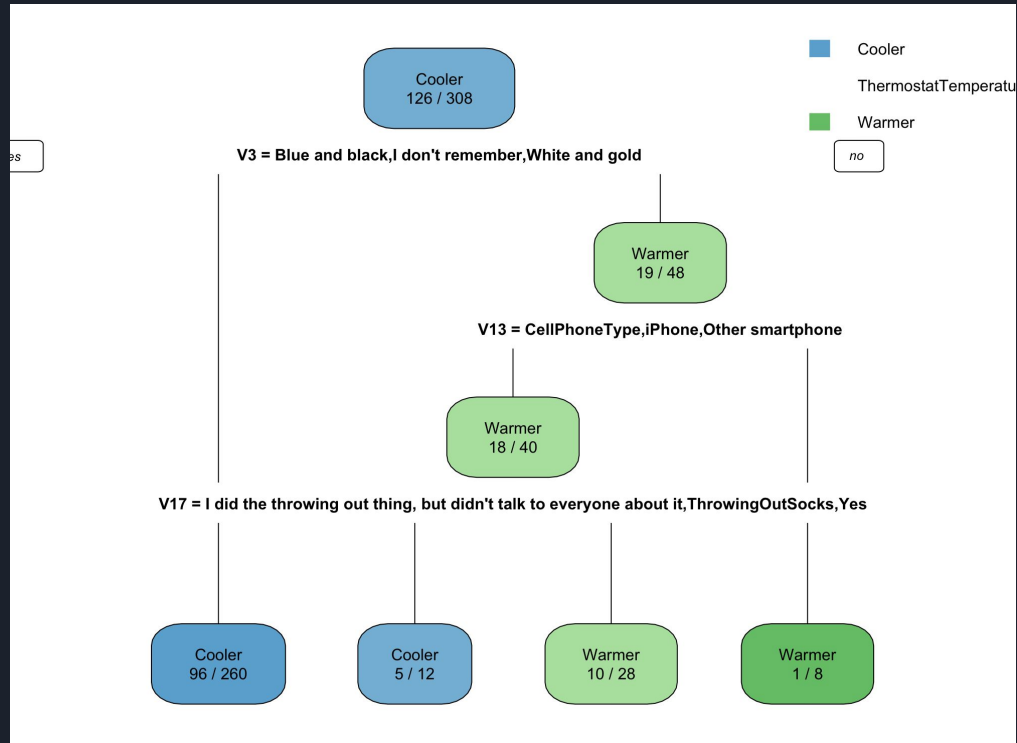 Cooler
126 / 308
Cooler
ThermostatTemperatu
Warmer
es
V3 = Blue and black,I don't remember,White and gold
no
Warmer
19 / 48
V13 = CellPhoneType,iPhone,Other smartphone
Warmer
18 / 40
V17 = I did the throwing out thing, but didn't talk to everyone about it,ThrowingOutSocks,Yes
Cooler
96 / 260
Cooler
5 / 12
Warmer
10 / 28
Warmer
1 / 8